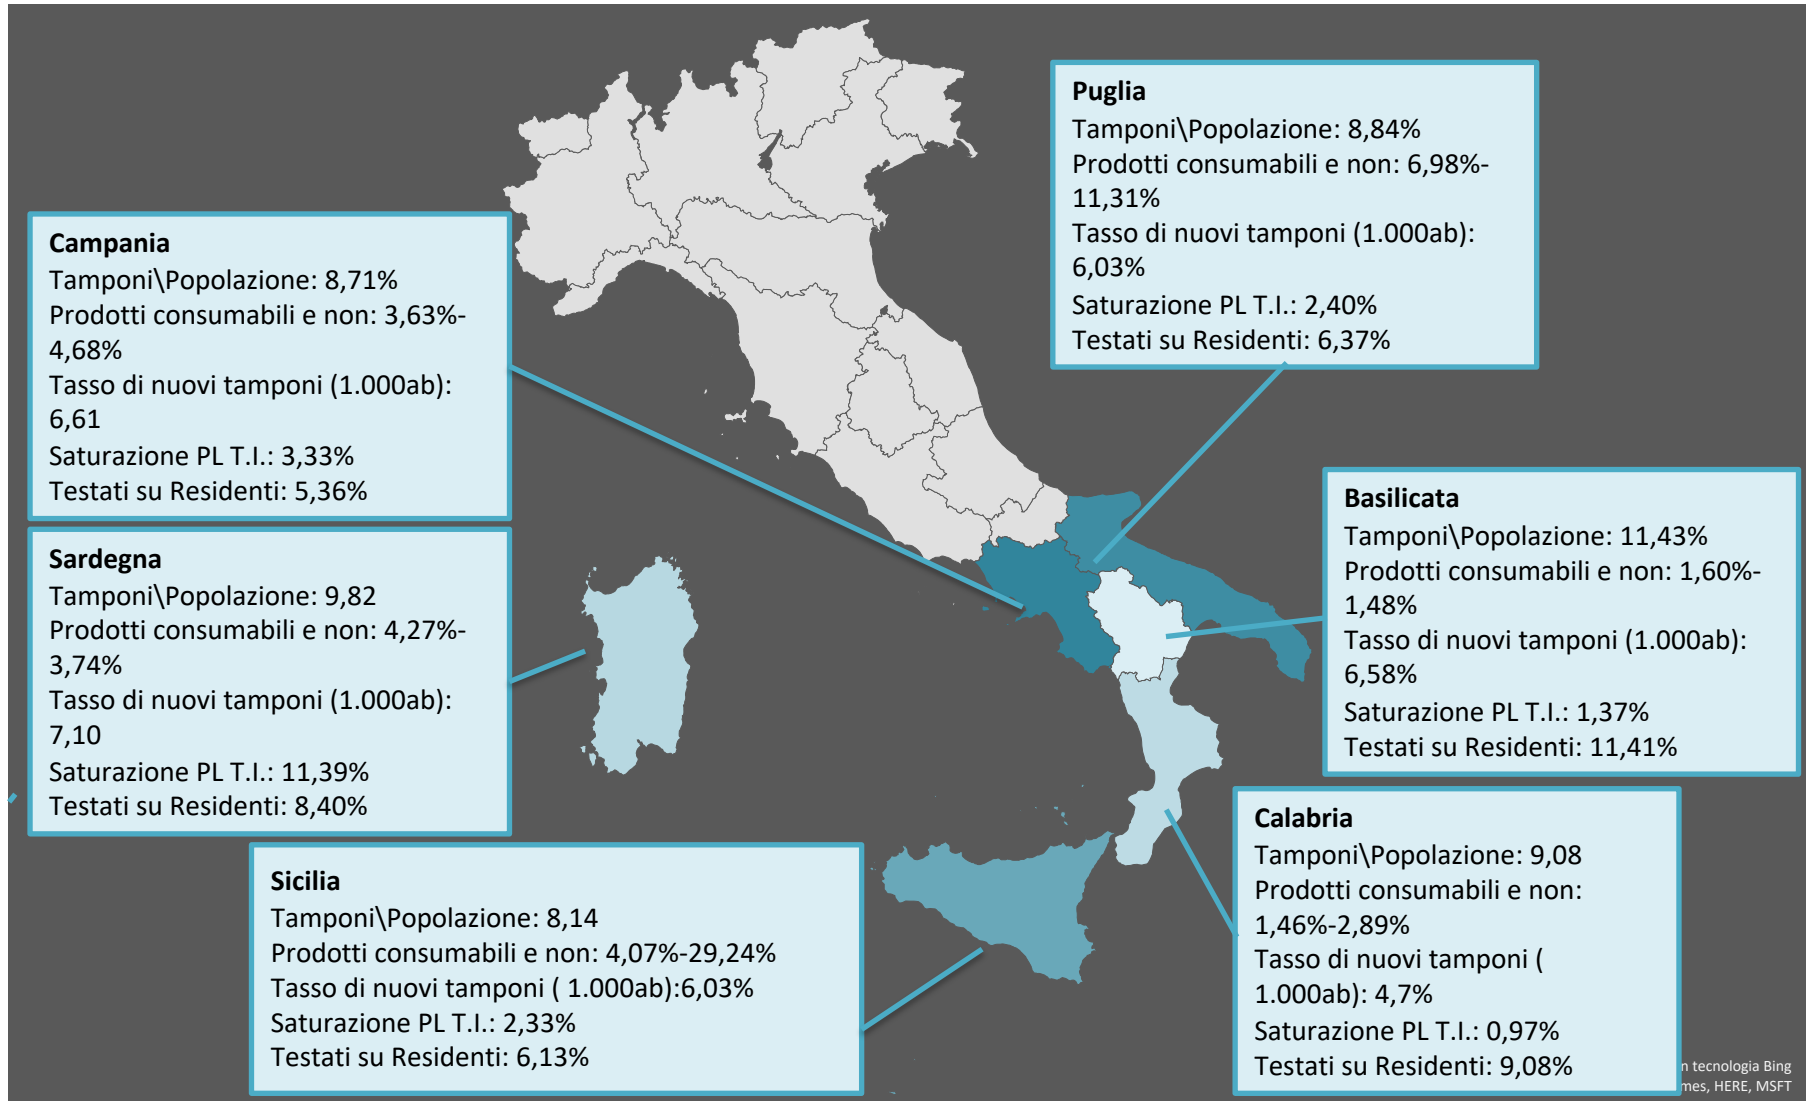 Puglia
Tamponi\Popolazione: 8,84%
Prodotti consumabili e non: 6,98%-
11,31%
Tasso di nuovi tamponi (1.000ab):
6,03%
Saturazione PL T.I.: 2,40%
Testati su Residenti: 6,37%
Campania
Tamponi\Popolazione: 8,71%
Prodotti consumabili e non: 3,63%-
4,68%
Tasso di nuovi tamponi (1.000ab):
6,61
Saturazione PL T.I.: 3,33%
Testati su Residenti: 5,36%
Basilicata
Tamponi\Popolazione: 11,43%
Prodotti consumabili e non: 1,60%-
1,48%
Tasso di nuovi tamponi (1.000ab):
6,58%
Saturazione PL T.I.: 1,37%
Testati su Residenti: 11,41%
Sardegna
Tamponi\Popolazione: 9,82
Prodotti consumabili e non: 4,27%-
3,74%
Tasso di nuovi tamponi (1.000ab):
7,10
Saturazione PL T.I.: 11,39%
Testati su Residenti: 8,40%
Calabria
Tamponi\Popolazione: 9,08
Prodotti consumabili e non:
1,46%-2,89%
Tasso di nuovi tamponi (
1.000ab): 4,7%
Saturazione PL T.I.: 0,97%
Testati su Residenti: 9,08%
Sicilia
Tamponi\Popolazione: 8,14
Prodotti consumabili e non: 4,07%-29,24%
Tasso di nuovi tamponi ( 1.000ab):6,03%
Saturazione PL T.I.: 2,33%
Testati su Residenti: 6,13%
tecnologia Bing
HERE, MSFT